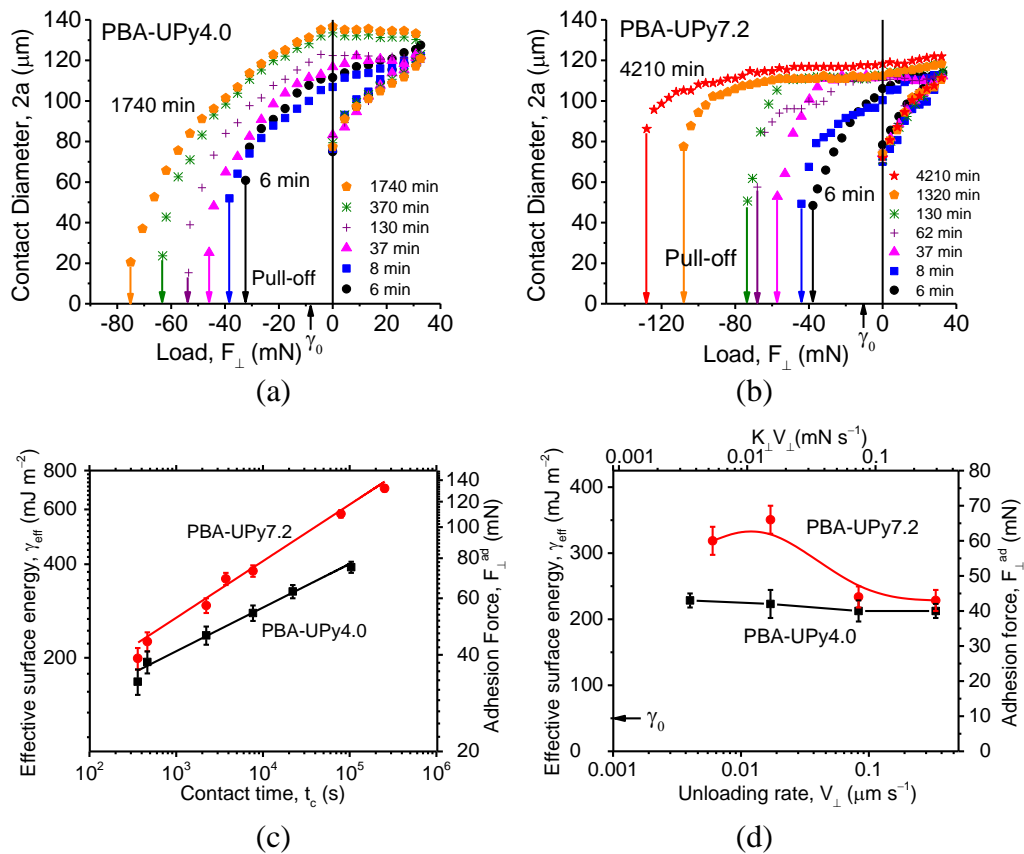 PBA-UPy4.0
140
120
100
80
60
40
20
0
Contact Diameter, 2a (μm)
1740 min
6 min
Pull-off
1740 min
370 min
130 min
37 min
8 min
6 min
-80 -60 -40 -20 0 20 40
γ₀
Load, F⊥ (mN)
(a)
PBA-UPy7.2
140
120
100
80
60
40
20
0
Contact Diameter, 2a (μm)
4210 min
6 min
Pull-off
4210 min
1320 min
130 min
62 min
37 min
8 min
6 min
-120 -80 -40 0 40
γ₀
Load, F⊥ (mN)
(b)
800
600
400
200
Effective surface energy, γeff (mJ m⁻²)
PBA-UPy7.2
PBA-UPy4.0
140
120
100
80
60
40
20
Adhesion Force, F⊥ᵃᵈ (mN)
10² 10³ 10⁴ 10⁵ 10⁶
Contact time, tc (s)
(c)
K⊥V⊥(mN s⁻¹)
0.001 0.01 0.1
400
300
200
100
0
Effective surface energy, γeff (mJ m⁻²)
PBA-UPy7.2
PBA-UPy4.0
γ₀
80
70
60
50
40
30
20
10
0
Adhesion Force, F⊥ᵃᵈ (mN)
0.001 0.01 0.1
Unloading rate, V⊥ (μm s⁻¹)
(d)